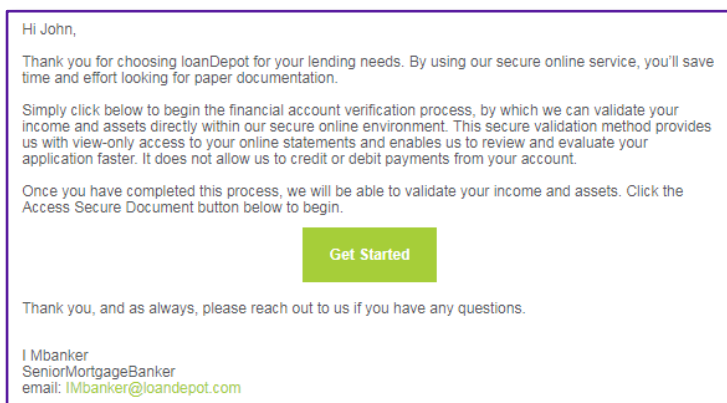 Hi John,
Thank you for choosing loanDepot for your lending needs. By using our secure online service, you'll save
time and effort looking for paper documentation.
Simply click below to begin the financial account verification process, by which we can validate your
income and assets directly within our secure online environment. This secure validation method provides
us with view-only access to your online statements and enables us to review and evaluate your
application faster. It does not allow us to credit or debit payments from your account.
Once you have completed this process, we will be able to validate your income and assets. Click the
Access Secure Document button below to begin.
Get Started
Thank you, and as always, please reach out to us if you have any questions.
I Mbanker
SeniorMortgageBanker
email: IMbanker@loandepot.com